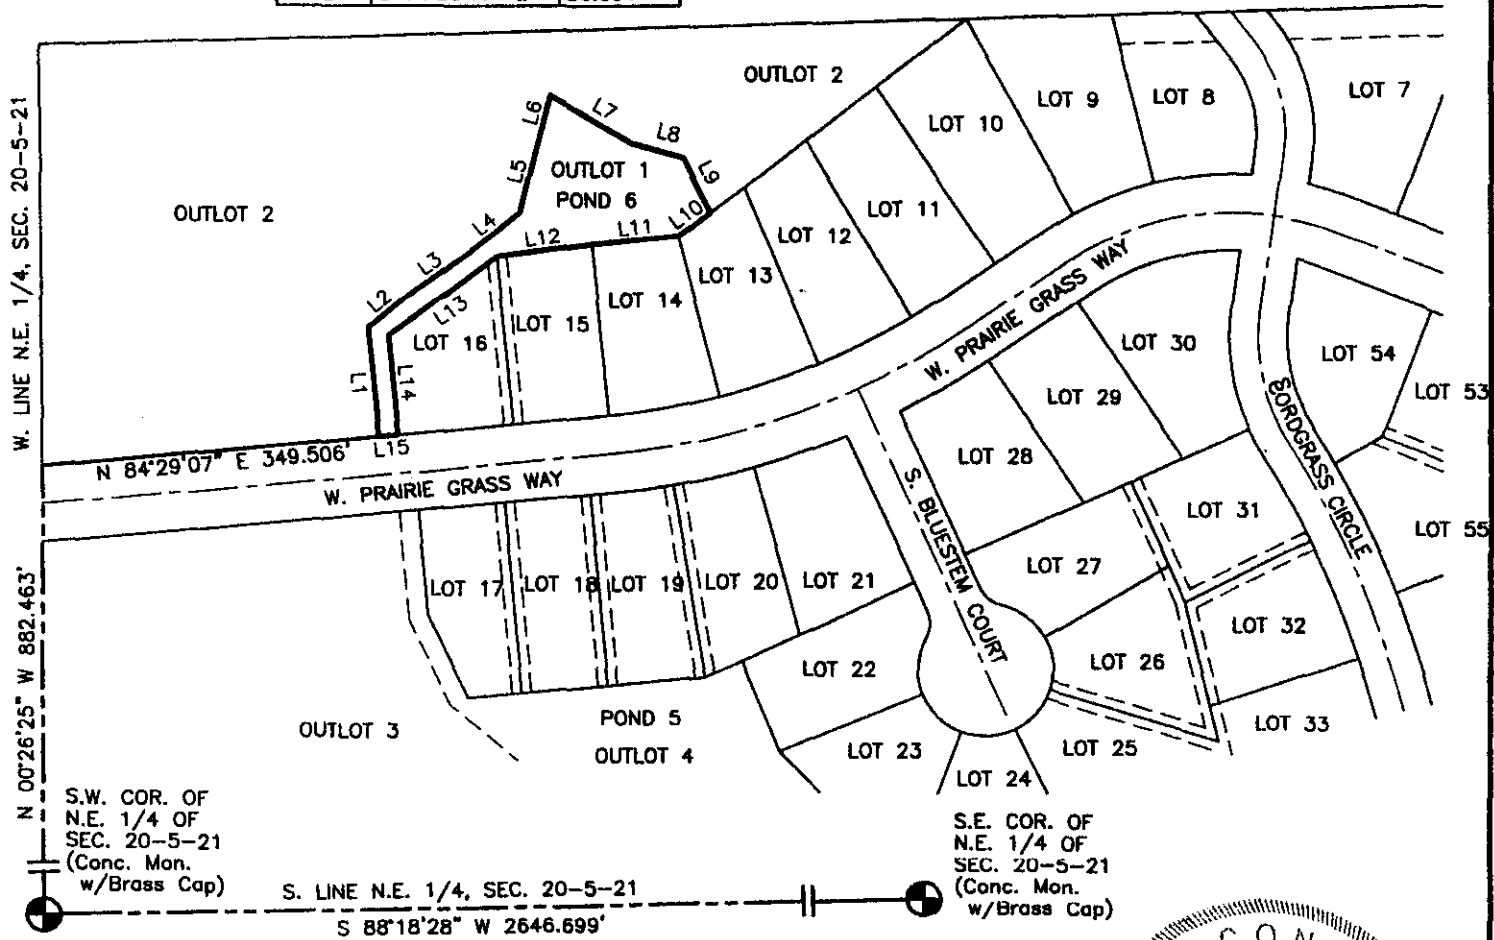 OUTLOT 2
LOT 9
LOT 8
LOT 7
L6
L7
L8
LOT 10
W. LINE N.E. 1/4, SEC. 20-5-21
OUTLOT 1
POND 6
L5
L9
OUTLOT 2
L4
L10
LOT 11
L12
L11
LOT 12
L3
LOT 13
L2
L13
LOT 14
W. PRAIRIE GRASS WAY
LOT 16
LOT 15
LOT 30
LOT 54
L1
L14
LOT 29
LOT 53
N 84°29'07" E 349.506'
L15
LOT 28
SORDGRASS CIRCLE
W. PRAIRIE GRASS WAY
LOT 31
LOT 55
S. BLUESTEM COURT
N 00°26'25" W 882.463'
LOT 17
LOT 18
LOT 19
LOT 20
LOT 21
LOT 27
LOT 32
LOT 22
LOT 26
OUTLOT 3
POND 5
OUTLOT 4
LOT 23
LOT 25
LOT 33
LOT 24
S.W. COR. OF
N.E. 1/4 OF
SEC. 20-5-21
(Conc. Mon.
w/Brass Cap)
S.E. COR. OF
N.E. 1/4 OF
SEC. 20-5-21
(Conc. Mon.
w/Brass Cap)
S. LINE N.E. 1/4, SEC. 20-5-21
S 88°18'28" W 2646.699'
CON